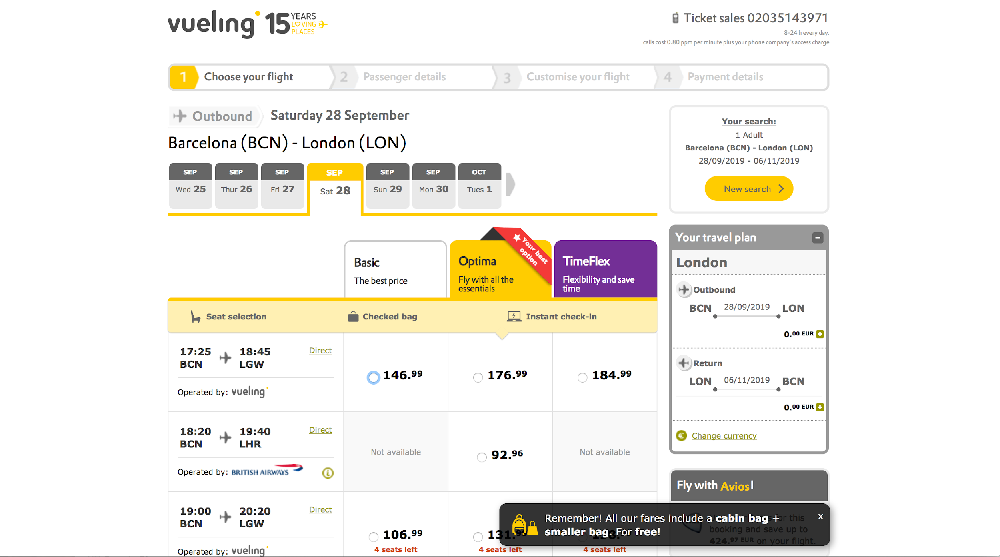 vueling 15 YEARS LOVING PLACES
Ticket sales 02035143971
8-24 h every day.
calls cost 0.80 ppm per minute plus your phone company's access charge
1 Choose your flight 2 Passenger details 3 Customise your flight 4 Payment details
Outbound Saturday 28 September
Barcelona (BCN) - London (LON)
SEP SEP SEP SEP SEP SEP OCT
Wed 25 Thur 26 Fri 27 Sat 28 Sun 29 Mon 30 Tues 1
Your search:
1 Adult
Barcelona (BCN) - London (LON)
28/09/2019 - 06/11/2019
New search
Basic
The best price
Optima
Fly with all the
essentials
Your best
option
TimeFlex
Flexibility and save
time
Seat selection Checked bag Instant check-in
17:25 18:45 Direct
BCN LGW
146.99 176.99 184.99
Operated by: vueling
18:20 19:40 Direct
BCN LHR
Not available 92.96 Not available
Operated by: BRITISH AIRWAYS
19:00 20:20 Direct
BCN LGW
106.99 131.99
4 seats left 4 seats left 4 seats left
Operated by: vueling
Your travel plan
London
Outbound
BCN 28/09/2019 LON
0.00 EUR
Return
LON 06/11/2019 BCN
0.00 EUR
Change currency
Fly with Avios!
Remember! All our fares include a cabin bag +
smaller bag. For free!
x
for this
booking and save up to
424.97 EUR on your flight.